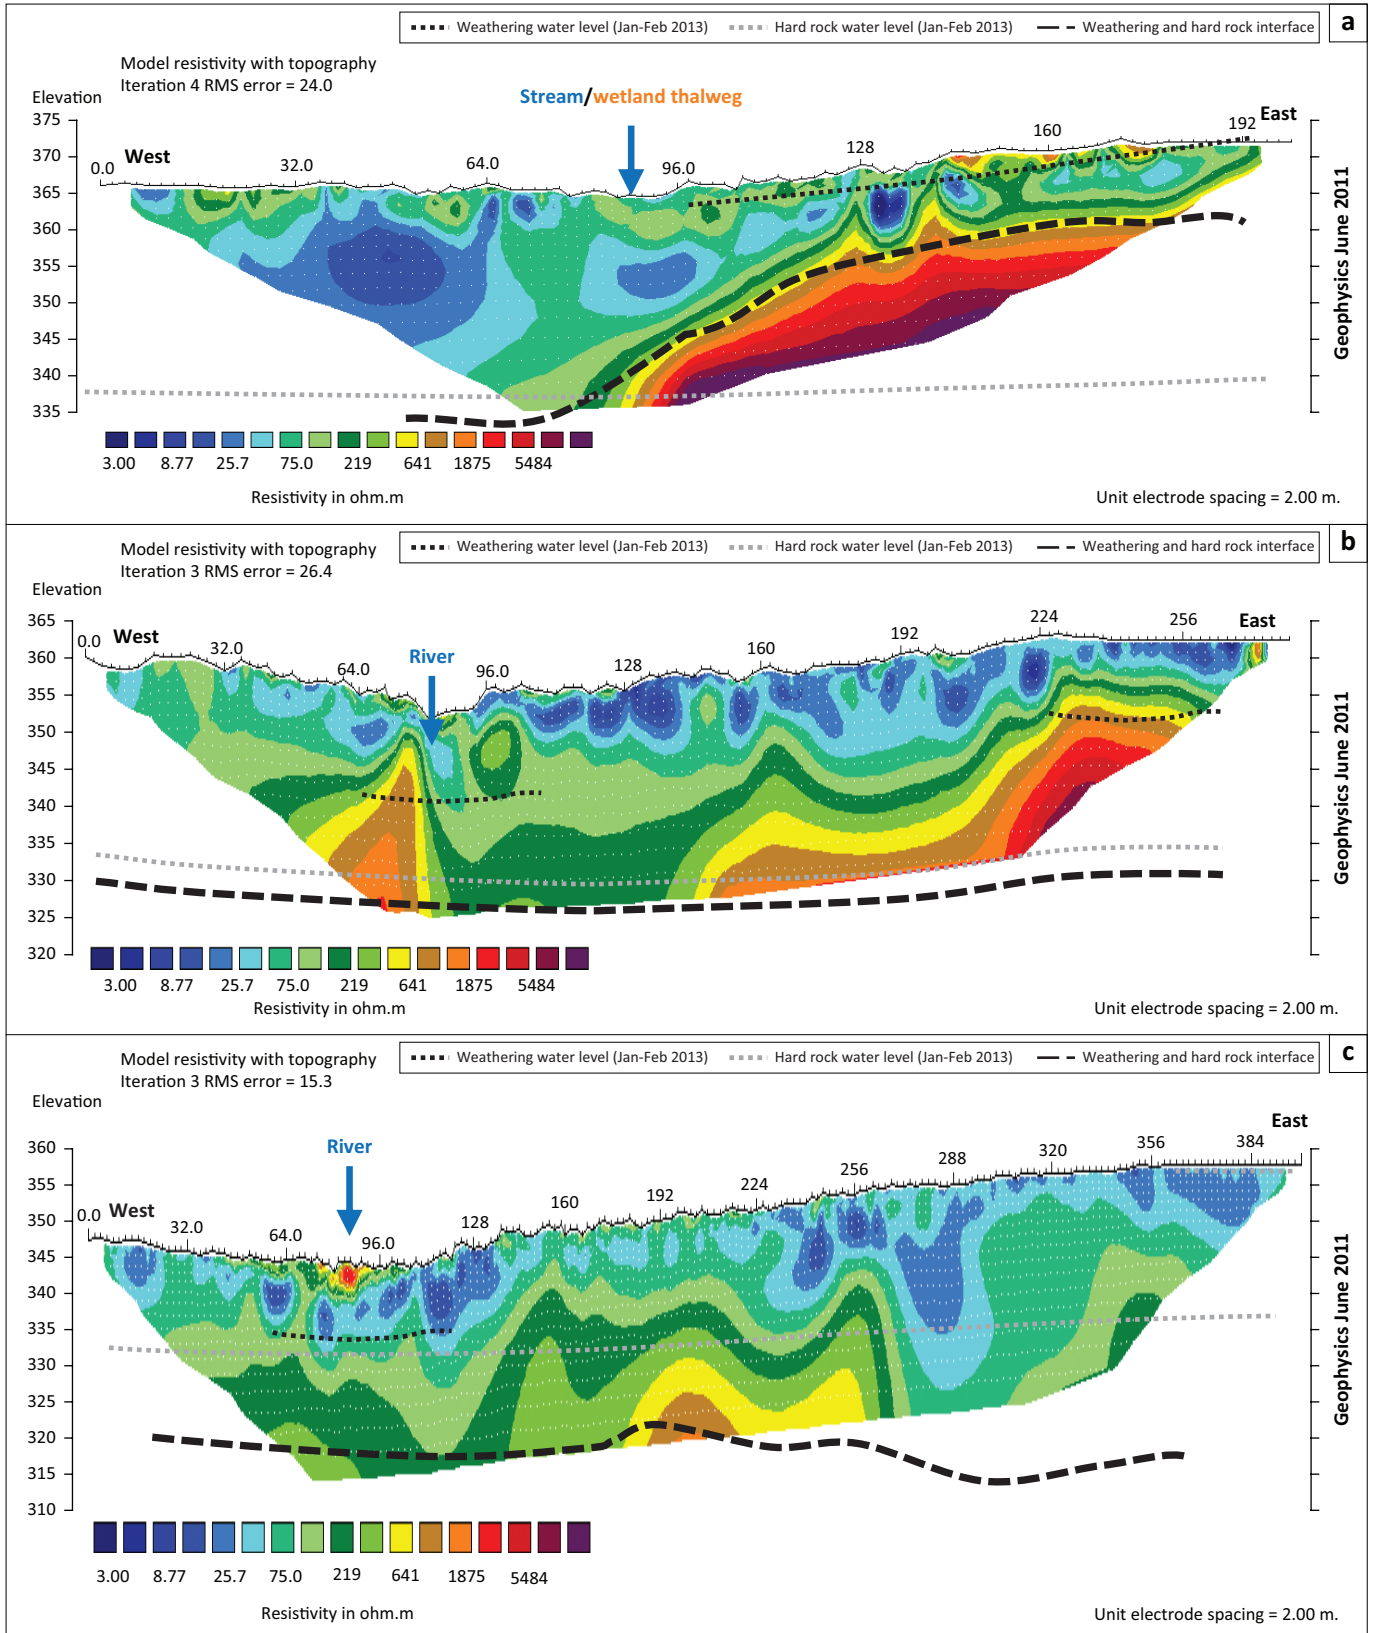 a
Weathering water level (Jan-Feb 2013) Hard rock water level (Jan-Feb 2013) Weathering and hard rock interface
Model resistivity with topography
Iteration 4 RMS error = 24.0
Elevation
Stream/wetland thalweg
West
East
0.0 32.0 64.0 96.0 128 160 192
375
370
365
360
355
350
345
340
335
3.00 8.77 25.7 75.0 219 641 1875 5484
Resistivity in ohm.m
Unit electrode spacing = 2.00 m.
Geophysics June 2011
b
Weathering water level (Jan-Feb 2013) Hard rock water level (Jan-Feb 2013) Weathering and hard rock interface
Model resistivity with topography
Iteration 3 RMS error = 26.4
Elevation
West
River
East
0.0 32.0 64.0 96.0 128 160 192 224 256
365
360
355
350
345
340
335
330
325
320
3.00 8.77 25.7 75.0 219 641 1875 5484
Resistivity in ohm.m
Unit electrode spacing = 2.00 m.
Geophysics June 2011
c
Weathering water level (Jan-Feb 2013) Hard rock water level (Jan-Feb 2013) Weathering and hard rock interface
Model resistivity with topography
Iteration 3 RMS error = 15.3
Elevation
River
West
East
0.0 32.0 64.0 96.0 128 160 192 224 256 288 320 356 384
360
355
350
345
340
335
330
325
320
315
310
3.00 8.77 25.7 75.0 219 641 1875 5484
Resistivity in ohm.m
Unit electrode spacing = 2.00 m.
Geophysics June 2011